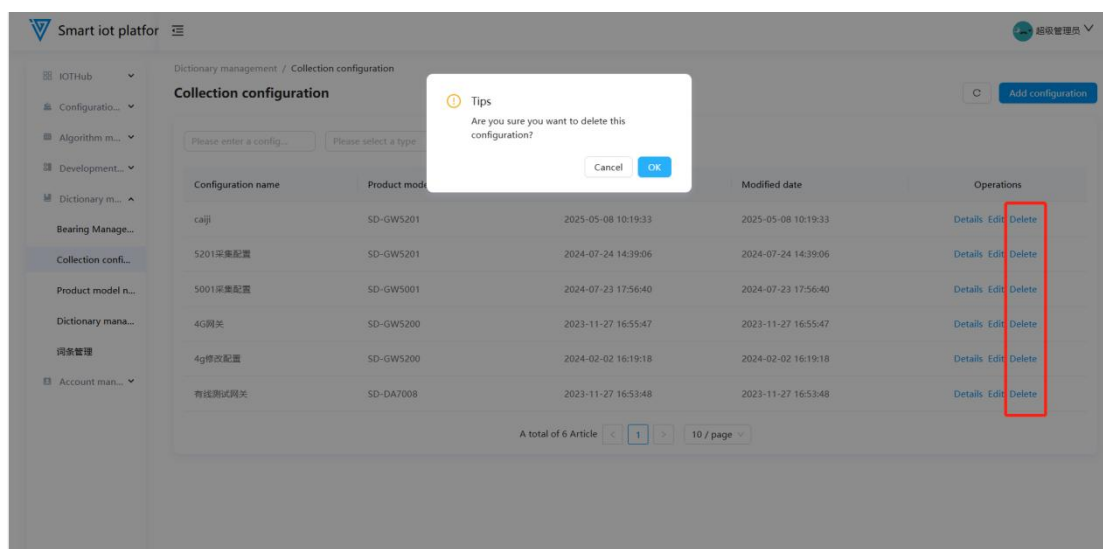 Smart iot platfor
超级管理员
IOTHub
Configuratio...
Algorithm m...
Development...
Dictionary m...
Bearing Manage...
Collection confi...
Product model n...
Dictionary mana...
词条管理
Account man...
Dictionary management / Collection configuration
Collection configuration
Add configuration
Please enter a config...
Please select a type
Tips
Are you sure you want to delete this
configuration?
Cancel OK
Configuration name Product mode Modified date Operations
caiji SD-GW5201 2025-05-08 10:19:33 2025-05-08 10:19:33 Details Edit Delete
5201采集配置 SD-GW5201 2024-07-24 14:39:06 2024-07-24 14:39:06 Details Edit Delete
5001采集配置 SD-GW5001 2024-07-23 17:56:40 2024-07-23 17:56:40 Details Edit Delete
4G网关 SD-GW5200 2023-11-27 16:55:47 2023-11-27 16:55:47 Details Edit Delete
4g修改配置 SD-GW5200 2024-02-02 16:19:18 2024-02-02 16:19:18 Details Edit Delete
有线测试网关 SD-DA7008 2023-11-27 16:53:48 2023-11-27 16:53:48 Details Edit Delete
A total of 6 Article < 1 > 10 / page